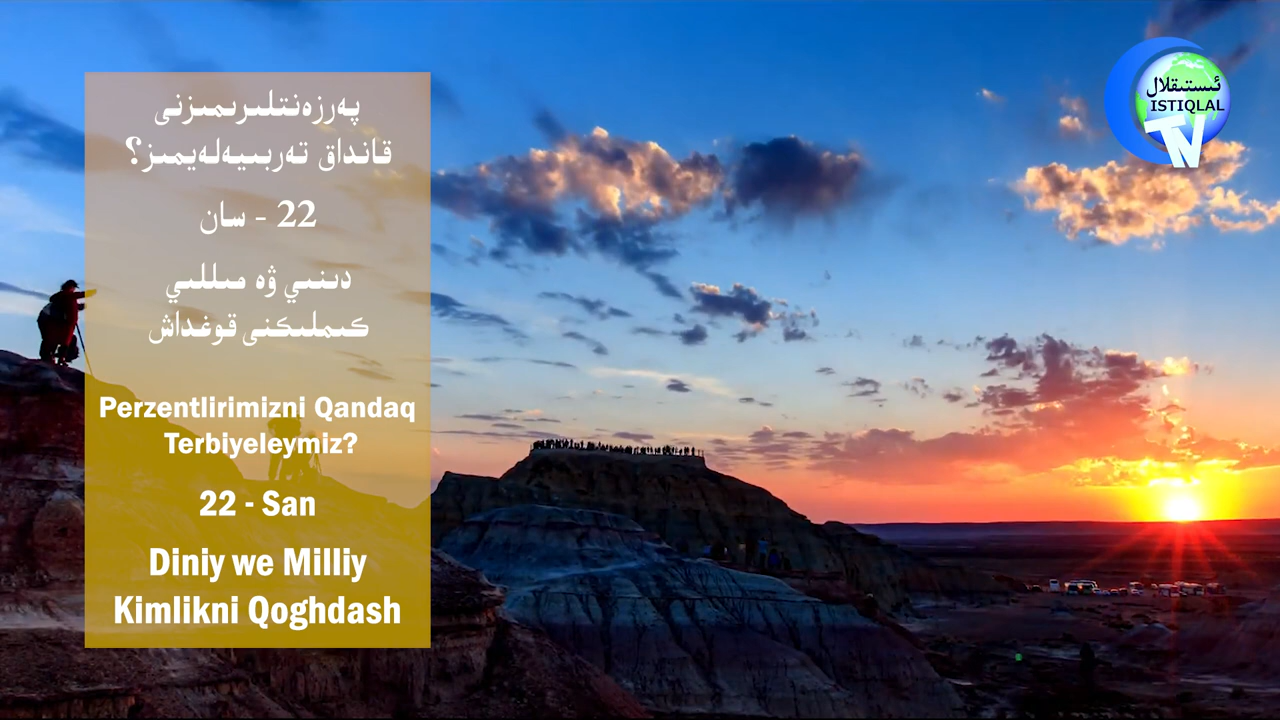 پەرزەنتلىرىمىزنى
قانداق تەربىيەلەيمىز؟
22 - سان
دىنىي ۋە مىللىي
كىملىكنى قوغداش
Perzentlirimizni Qandaq
Terbiyeleymiz?
22 - San
Diniy we Milliy
Kimlikni Qoghdash
ئىستىقلال
ISTIQLAL
TV